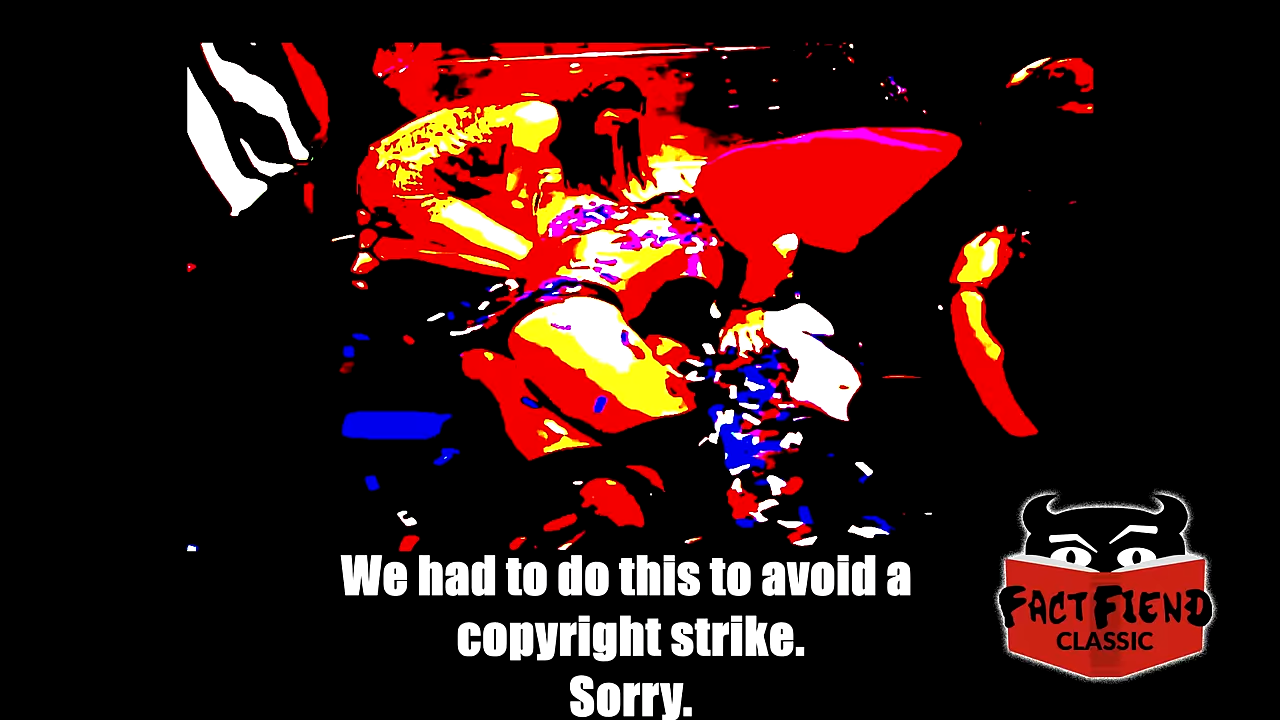 We had to do this to avoid a
copyright strike.
Sorry.
FACT FIEND
CLASSIC